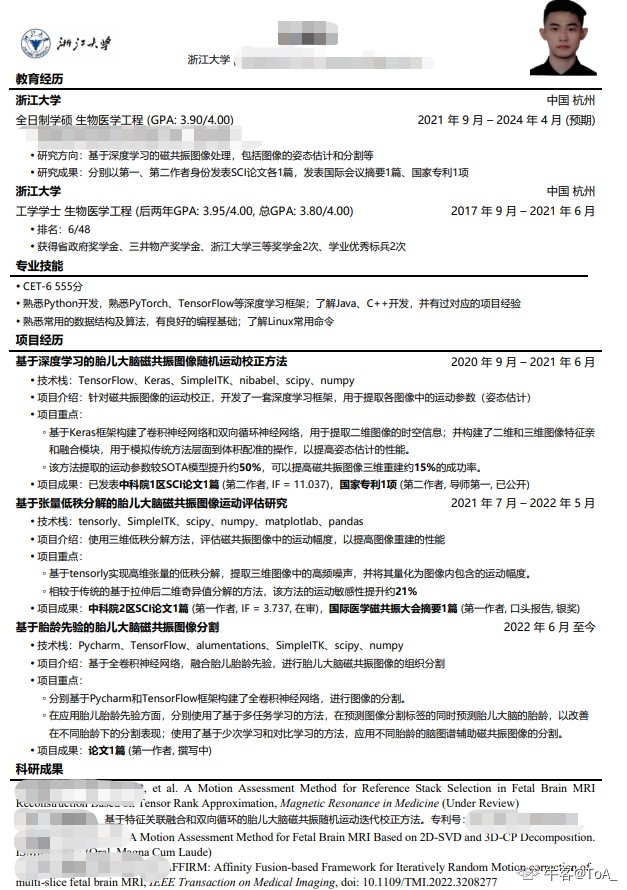 浙江大学
浙江大学
教育经历
浙江大学 中国 杭州
全日制学硕 生物医学工程 (GPA: 3.90/4.00) 2021 年 9 月 – 2024 年 4 月 (预期)
• 研究方向：基于深度学习的磁共振图像处理，包括图像的姿态估计和分割等
• 研究成果：分别以第一、第二作者身份发表SCI论文各1篇，发表国际会议摘要1篇、国家专利1项
浙江大学 中国 杭州
工学学士 生物医学工程 (后两年GPA: 3.95/4.00, 总GPA: 3.80/4.00) 2017 年 9 月 – 2021 年 6 月
• 排名：6/48
• 获得省政府奖学金、三井物产奖学金、浙江大学三等奖学金2次、学业优秀标兵2次
专业技能
• CET-6 555分
• 熟悉Python开发，熟悉PyTorch、TensorFlow等深度学习框架；了解Java、C++开发，并有过对应的项目经验
• 熟悉常用的数据结构及算法，有良好的编程基础；了解Linux常用命令
项目经历
基于深度学习的胎儿大脑磁共振图像随机运动校正方法 2020 年 9 月 – 2021 年 6 月
• 技术栈：TensorFlow、Keras、SimpleITK、nibabel、scipy、numpy
• 项目介绍：针对磁共振图像的运动校正，开发了一套深度学习框架，用于提取各图像中的运动参数（姿态估计）
• 项目重点：
▫ 基于Keras框架构建了卷积神经网络和双向循环神经网络，用于提取二维图像的时空信息；并构建了二维和三维图像特征亲
和融合模块，用于模拟传统方法层面到体积配准的操作，以提高姿态估计的性能。
▫ 该方法提取的运动参数较SOTA模型提升约50%，可以提高磁共振图像三维重建约15%的成功率。
• 项目成果：已发表中科院1区SCI论文1篇 (第二作者, IF = 11.037)，国家专利1项 (第二作者, 导师第一, 已公开)
基于张量低秩分解的胎儿大脑磁共振图像运动评估研究 2021 年 7 月 – 2022 年 5 月
• 技术栈：tensorly、SimpleITK、scipy、numpy、matplotlab、pandas
• 项目介绍：使用三维低秩分解方法，评估磁共振图像中的运动幅度，以提高图像重建的性能
• 项目重点：
▫ 基于tensorly实现高维张量的低秩分解，提取三维图像中的高频噪声，并将其量化为图像内包含的运动幅度。
▫ 相较于传统的基于拉伸后二维奇异值分解的方法，该方法的运动敏感性提升约21%
• 项目成果：中科院2区SCI论文1篇 (第一作者, IF = 3.737, 在审)，国际医学磁共振大会摘要1篇 (第一作者, 口头报告, 银奖)
基于胎龄先验的胎儿大脑磁共振图像分割 2022 年 6 月 至今
• 技术栈：Pycharm、TensorFlow、alumentations、SimpleITK、scipy、numpy
• 项目介绍：基于全卷积神经网络，融合胎儿胎龄先验，进行胎儿大脑磁共振图像的组织分割
• 项目重点：
▫ 分别基于Pycharm和TensorFlow框架构建了全卷积神经网络，进行图像的分割。
▫ 在应用胎儿胎龄先验方面，分别使用了基于多任务学习的方法，在预测图像分割标签的同时预测胎儿大脑的胎龄，以改善
在不同胎龄下的分割表现；使用了基于少次学习和对比学习的方法，应用不同胎龄的脑图谱辅助磁共振图像的分割。
• 项目成果：论文1篇 (第一作者, 撰写中)
科研成果
et al. A Motion Assessment Method for Reference Stack Selection in Fetal Brain MRI
Reconstruction Based on Tensor Rank Approximation, Magnetic Resonance in Medicine (Under Review)
基于特征关联融合和双向循环的胎儿大脑磁共振随机运动迭代校正方法。专利号：
A Motion Assessment Method for Fetal Brain MRI Based on 2D-SVD and 3D-CP Decomposition.
(Oral, Magna Cum Laude)
AFFIRM: Affinity Fusion-based Framework for Iteratively Random Motion correction of
multi-slice fetal brain MRI, IEEE Transaction on Medical Imaging, doi: 10.1109/TMI.2022.3208277
牛客@ToA_